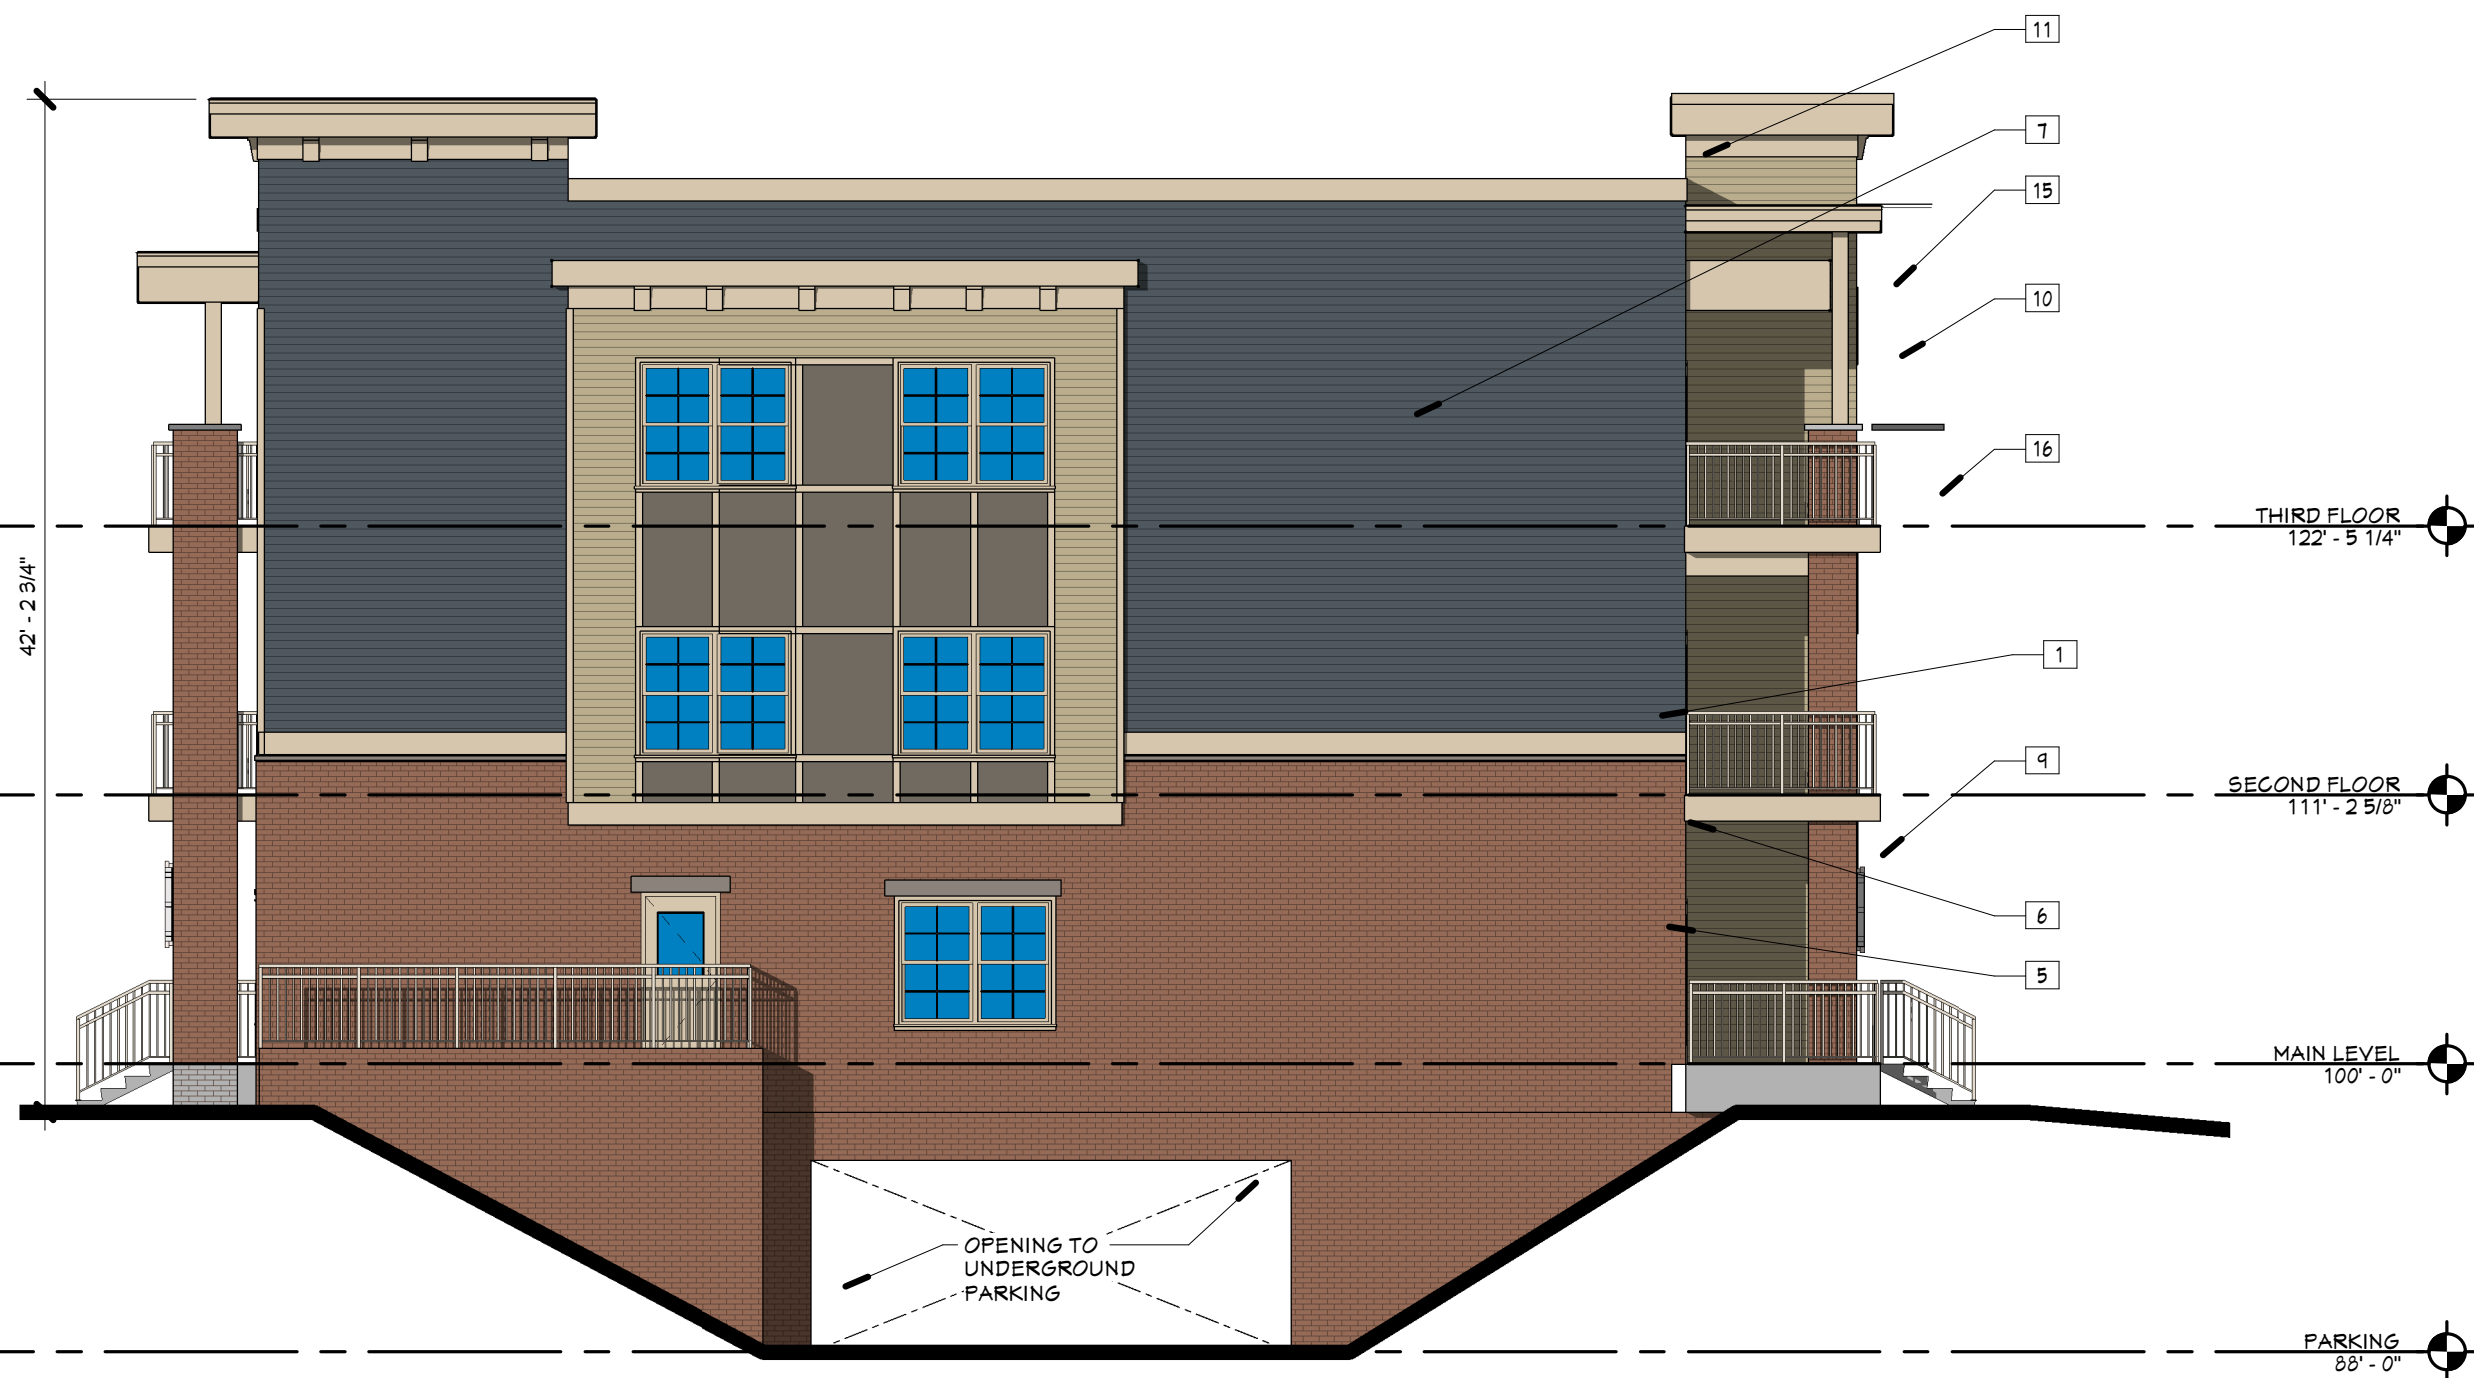 11
7
15
10
16
THIRD FLOOR
122' - 5 1/4"
42' - 2 3/4"
1
9
SECOND FLOOR
111' - 2 5/8"
6
5
MAIN LEVEL
100' - 0"
OPENING TO
UNDERGROUND
PARKING
PARKING
88' - 0"